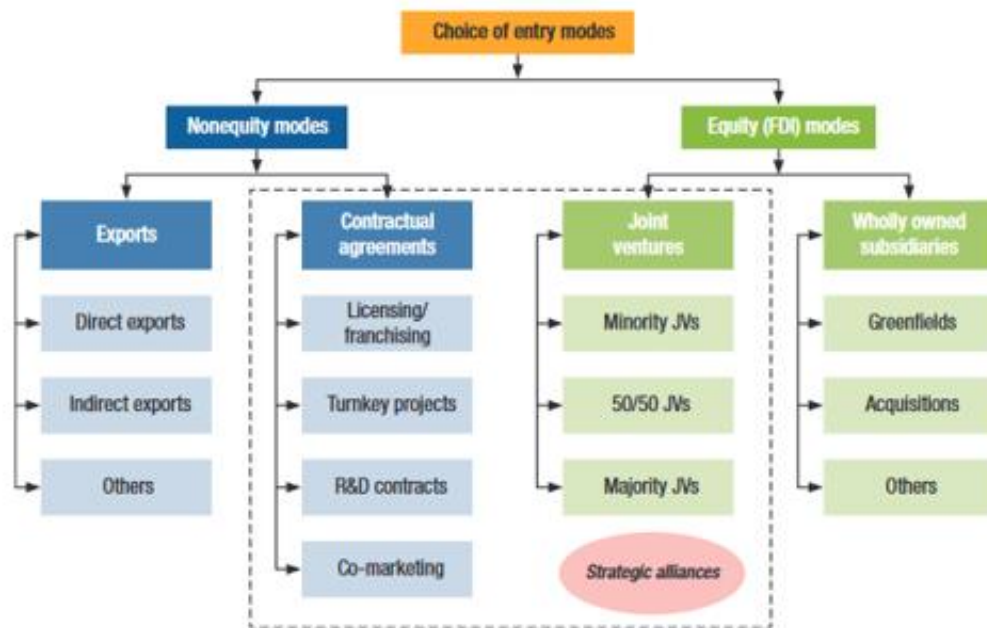 Choice of entry modes
Nonequity modes
Equity (FDI) modes
Exports
Contractual
agreements
Joint
ventures
Wholly owned
subsidiaries
Direct exports
Licensing/
franchising
Minority JVs
Greenfields
Indirect exports
Turnkey projects
50/50 JVs
Acquisitions
Others
R&D contracts
Majority JVs
Others
Co-marketing
Strategic alliances